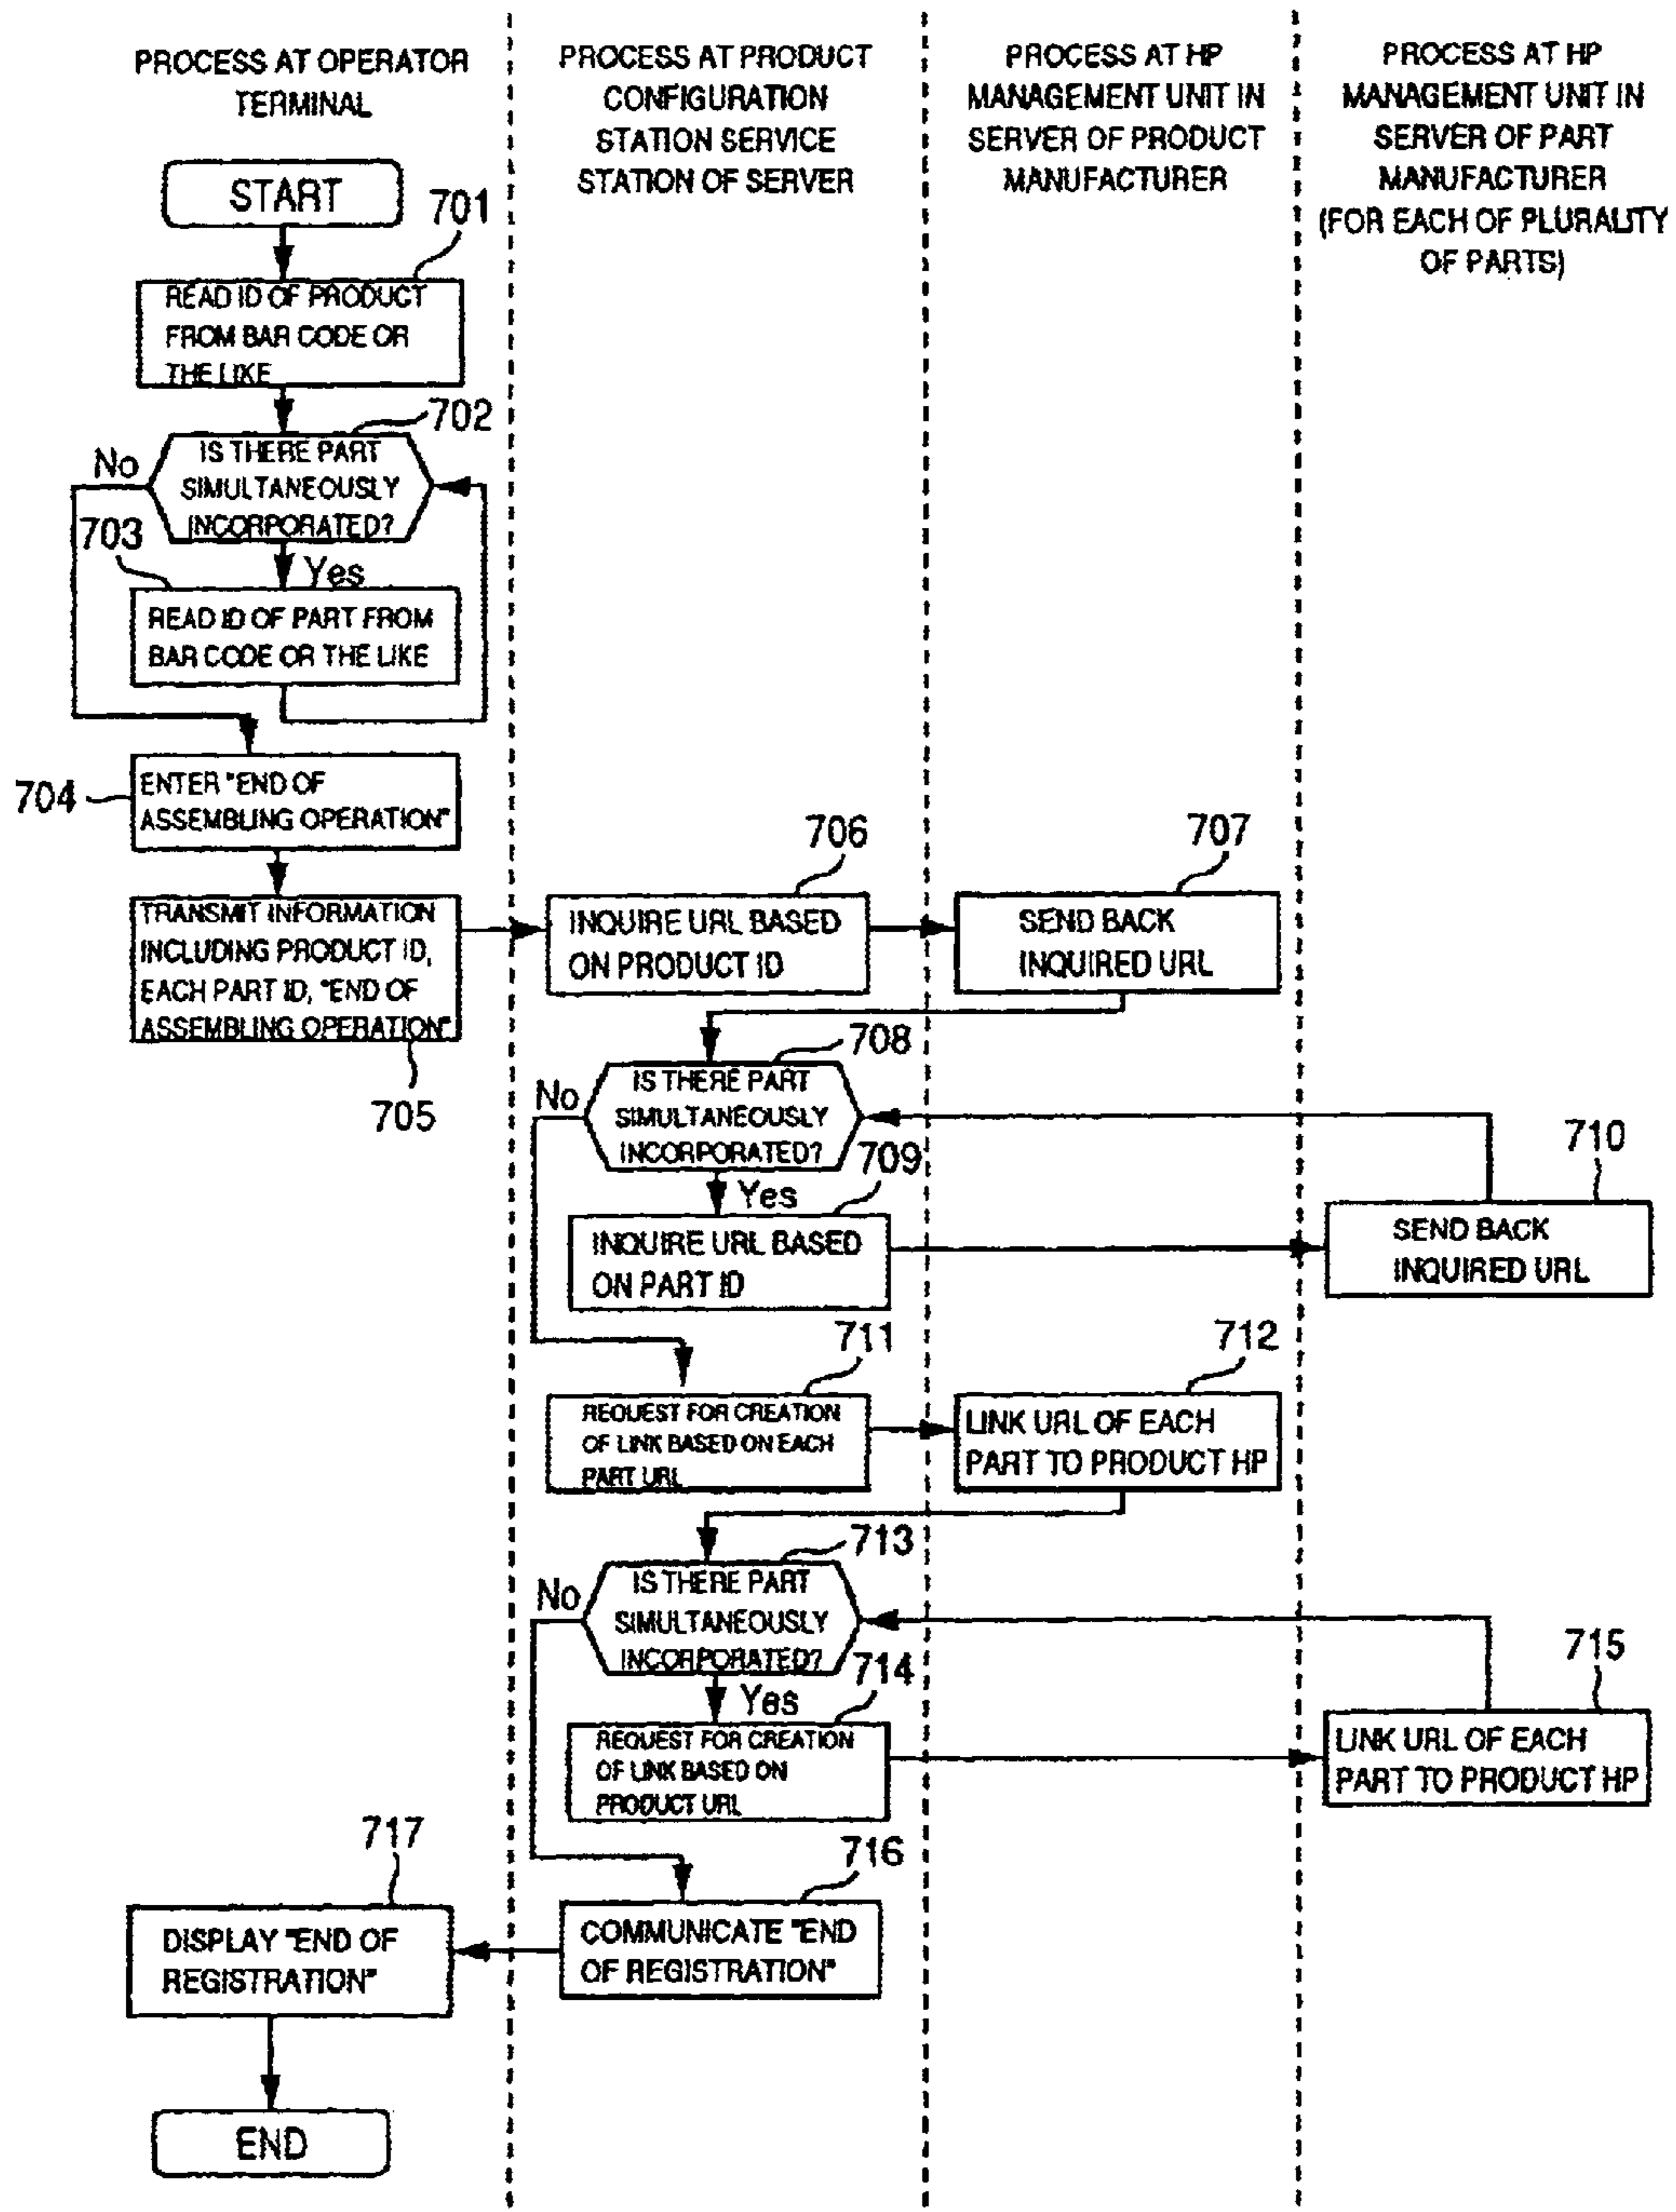 PROCESS AT OPERATOR
TERMINAL
PROCESS AT PRODUCT
CONFIGURATION
STATION SERVICE
STATION OF SERVER
PROCESS AT HP
MANAGEMENT UNIT IN
SERVER OF PRODUCT
MANUFACTURER
PROCESS AT HP
MANAGEMENT UNIT IN
SERVER OF PART
MANUFACTURER
(FOR EACH OF PLURALITY
OF PARTS)
START
701
READ ID OF PRODUCT
FROM BAR CODE OR
THE LIKE
702
IS THERE PART
SIMULTANEOUSLY
INCORPORATED?
No
Yes
703
READ ID OF PART FROM
BAR CODE OR THE LIKE
704
ENTER "END OF
ASSEMBLING OPERATION"
TRANSMIT INFORMATION
INCLUDING PRODUCT ID,
EACH PART ID, "END OF
ASSEMBLING OPERATION"
705
706
INQUIRE URL BASED
ON PRODUCT ID
707
SEND BACK
INQUIRED URL
708
IS THERE PART
SIMULTANEOUSLY
INCORPORATED?
No
Yes
709
INQUIRE URL BASED
ON PART ID
710
SEND BACK
INQUIRED URL
711
REQUEST FOR CREATION
OF LINK BASED ON EACH
PART URL
712
LINK URL OF EACH
PART TO PRODUCT HP
713
IS THERE PART
SIMULTANEOUSLY
INCORPORATED?
No
Yes
714
REQUEST FOR CREATION
OF LINK BASED ON
PRODUCT URL
715
LINK URL OF EACH
PART TO PRODUCT HP
716
COMMUNICATE "END
OF REGISTRATION"
717
DISPLAY "END OF
REGISTRATION"
END